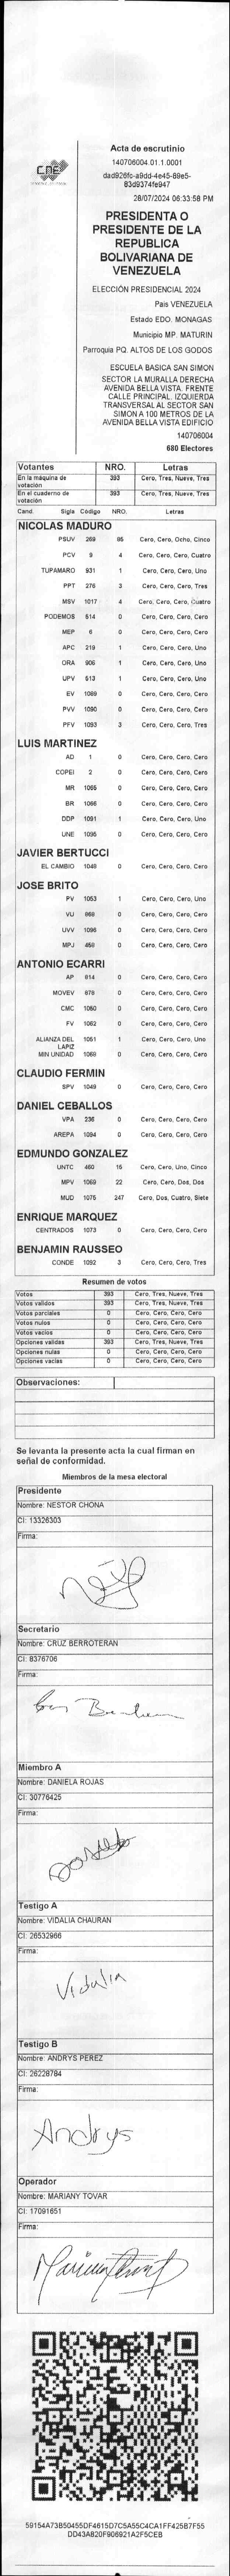 CNE
Acta de escrutinio
140706004.01.1.0001
dad926fc-a9dd-4e45-89e5-
83d9374fe947
28/07/2024 06:33:58 PM
PRESIDENTA O
PRESIDENTE DE LA
REPUBLICA
BOLIVARIANA DE
VENEZUELA
ELECCIÓN PRESIDENCIAL 2024
Pais VENEZUELA
Estado EDO. MONAGAS
Municipio MP. MATURIN
Parroquia PQ. ALTOS DE LOS GODOS
ESCUELA BASICA SAN SIMON
SECTOR LA MURALLA DERECHA
AVENIDA BELLA VISTA. FRENTE
CALLE PRINCIPAL. IZQUIERDA
TRANSVERSAL AL SECTOR SAN
SIMON A 100 METROS DE LA
AVENIDA BELLA VISTA EDIFICIO
140706004
680 Electores
Votantes NRO. Letras
En la máquina de votación 393 Cero, Tres, Nueve, Tres
En el cuaderno de votación 393 Cero, Tres, Nueve, Tres
Cand. Sigla Código NRO. Letras
NICOLAS MADURO
PSUV 269 85 Cero, Cero, Ocho, Cinco
PCV 9 4 Cero, Cero, Cero, Cuatro
TUPAMARO 931 1 Cero, Cero, Cero, Uno
PPT 276 3 Cero, Cero, Cero, Tres
MSV 1017 4 Cero, Cero, Cero, Cuatro
PODEMOS 514 0 Cero, Cero, Cero, Cero
MEP 6 0 Cero, Cero, Cero, Cero
APC 219 1 Cero, Cero, Cero, Uno
ORA 906 1 Cero, Cero, Cero, Uno
UPV 513 1 Cero, Cero, Cero, Uno
EV 1089 0 Cero, Cero, Cero, Cero
PVV 1090 0 Cero, Cero, Cero, Cero
PFV 1093 3 Cero, Cero, Cero, Tres
LUIS MARTINEZ
AD 1 0 Cero, Cero, Cero, Cero
COPEI 2 0 Cero, Cero, Cero, Cero
MR 1065 0 Cero, Cero, Cero, Cero
BR 1066 0 Cero, Cero, Cero, Cero
DDP 1091 1 Cero, Cero, Cero, Uno
UNE 1095 0 Cero, Cero, Cero, Cero
JAVIER BERTUCCI
EL CAMBIO 1048 0 Cero, Cero, Cero, Cero
JOSE BRITO
PV 1053 1 Cero, Cero, Cero, Uno
VU 868 0 Cero, Cero, Cero, Cero
UVV 1096 0 Cero, Cero, Cero, Cero
MPJ 459 0 Cero, Cero, Cero, Cero
ANTONIO ECARRI
AP 914 0 Cero, Cero, Cero, Cero
MOVEV 878 0 Cero, Cero, Cero, Cero
CMC 1050 0 Cero, Cero, Cero, Cero
FV 1062 0 Cero, Cero, Cero, Cero
ALIANZA DEL LAPIZ 1051 1 Cero, Cero, Cero, Uno
MIN UNIDAD 1069 0 Cero, Cero, Cero, Cero
CLAUDIO FERMIN
SPV 1049 0 Cero, Cero, Cero, Cero
DANIEL CEBALLOS
VPA 236 0 Cero, Cero, Cero, Cero
AREPA 1094 0 Cero, Cero, Cero, Cero
EDMUNDO GONZALEZ
UNTC 460 15 Cero, Cero, Uno, Cinco
MPV 1069 22 Cero, Cero, Dos, Dos
MUD 1075 247 Cero, Dos, Cuatro, Siete
ENRIQUE MARQUEZ
CENTRADOS 1073 0 Cero, Cero, Cero, Cero
BENJAMIN RAUSSEO
CONDE 1092 3 Cero, Cero, Cero, Tres
Resumen de votos
Votos 393 Cero, Tres, Nueve, Tres
Votos validos 393 Cero, Tres, Nueve, Tres
Votos parciales 0 Cero, Cero, Cero, Cero
Votos nulos 0 Cero, Cero, Cero, Cero
Votos vacíos 0 Cero, Cero, Cero, Cero
Opciones validas 393 Cero, Tres, Nueve, Tres
Opciones nulas 0 Cero, Cero, Cero, Cero
Opciones vacías 0 Cero, Cero, Cero, Cero
Observaciones:
Se levanta la presente acta la cual firman en
señal de conformidad.
Miembros de la mesa electoral
Presidente
Nombre: NESTOR CHONA
CI: 13326303
Firma:
Secretario
Nombre: CRUZ BERROTERAN
CI: 8376706
Firma:
Miembro A
Nombre: DANIELA ROJAS
CI: 30776425
Firma:
Testigo A
Nombre: VIDALIA CHAURAN
CI: 26532966
Firma:
Vidalia
Testigo B
Nombre: ANDRYS PEREZ
CI: 26228784
Firma:
Andrys
Operador
Nombre: MARIANY TOVAR
CI: 17091651
Firma:
59154A73B50455DF4615D7C5A55C4CA1FF425B7F55
DD43A820F906921A2F5CEB